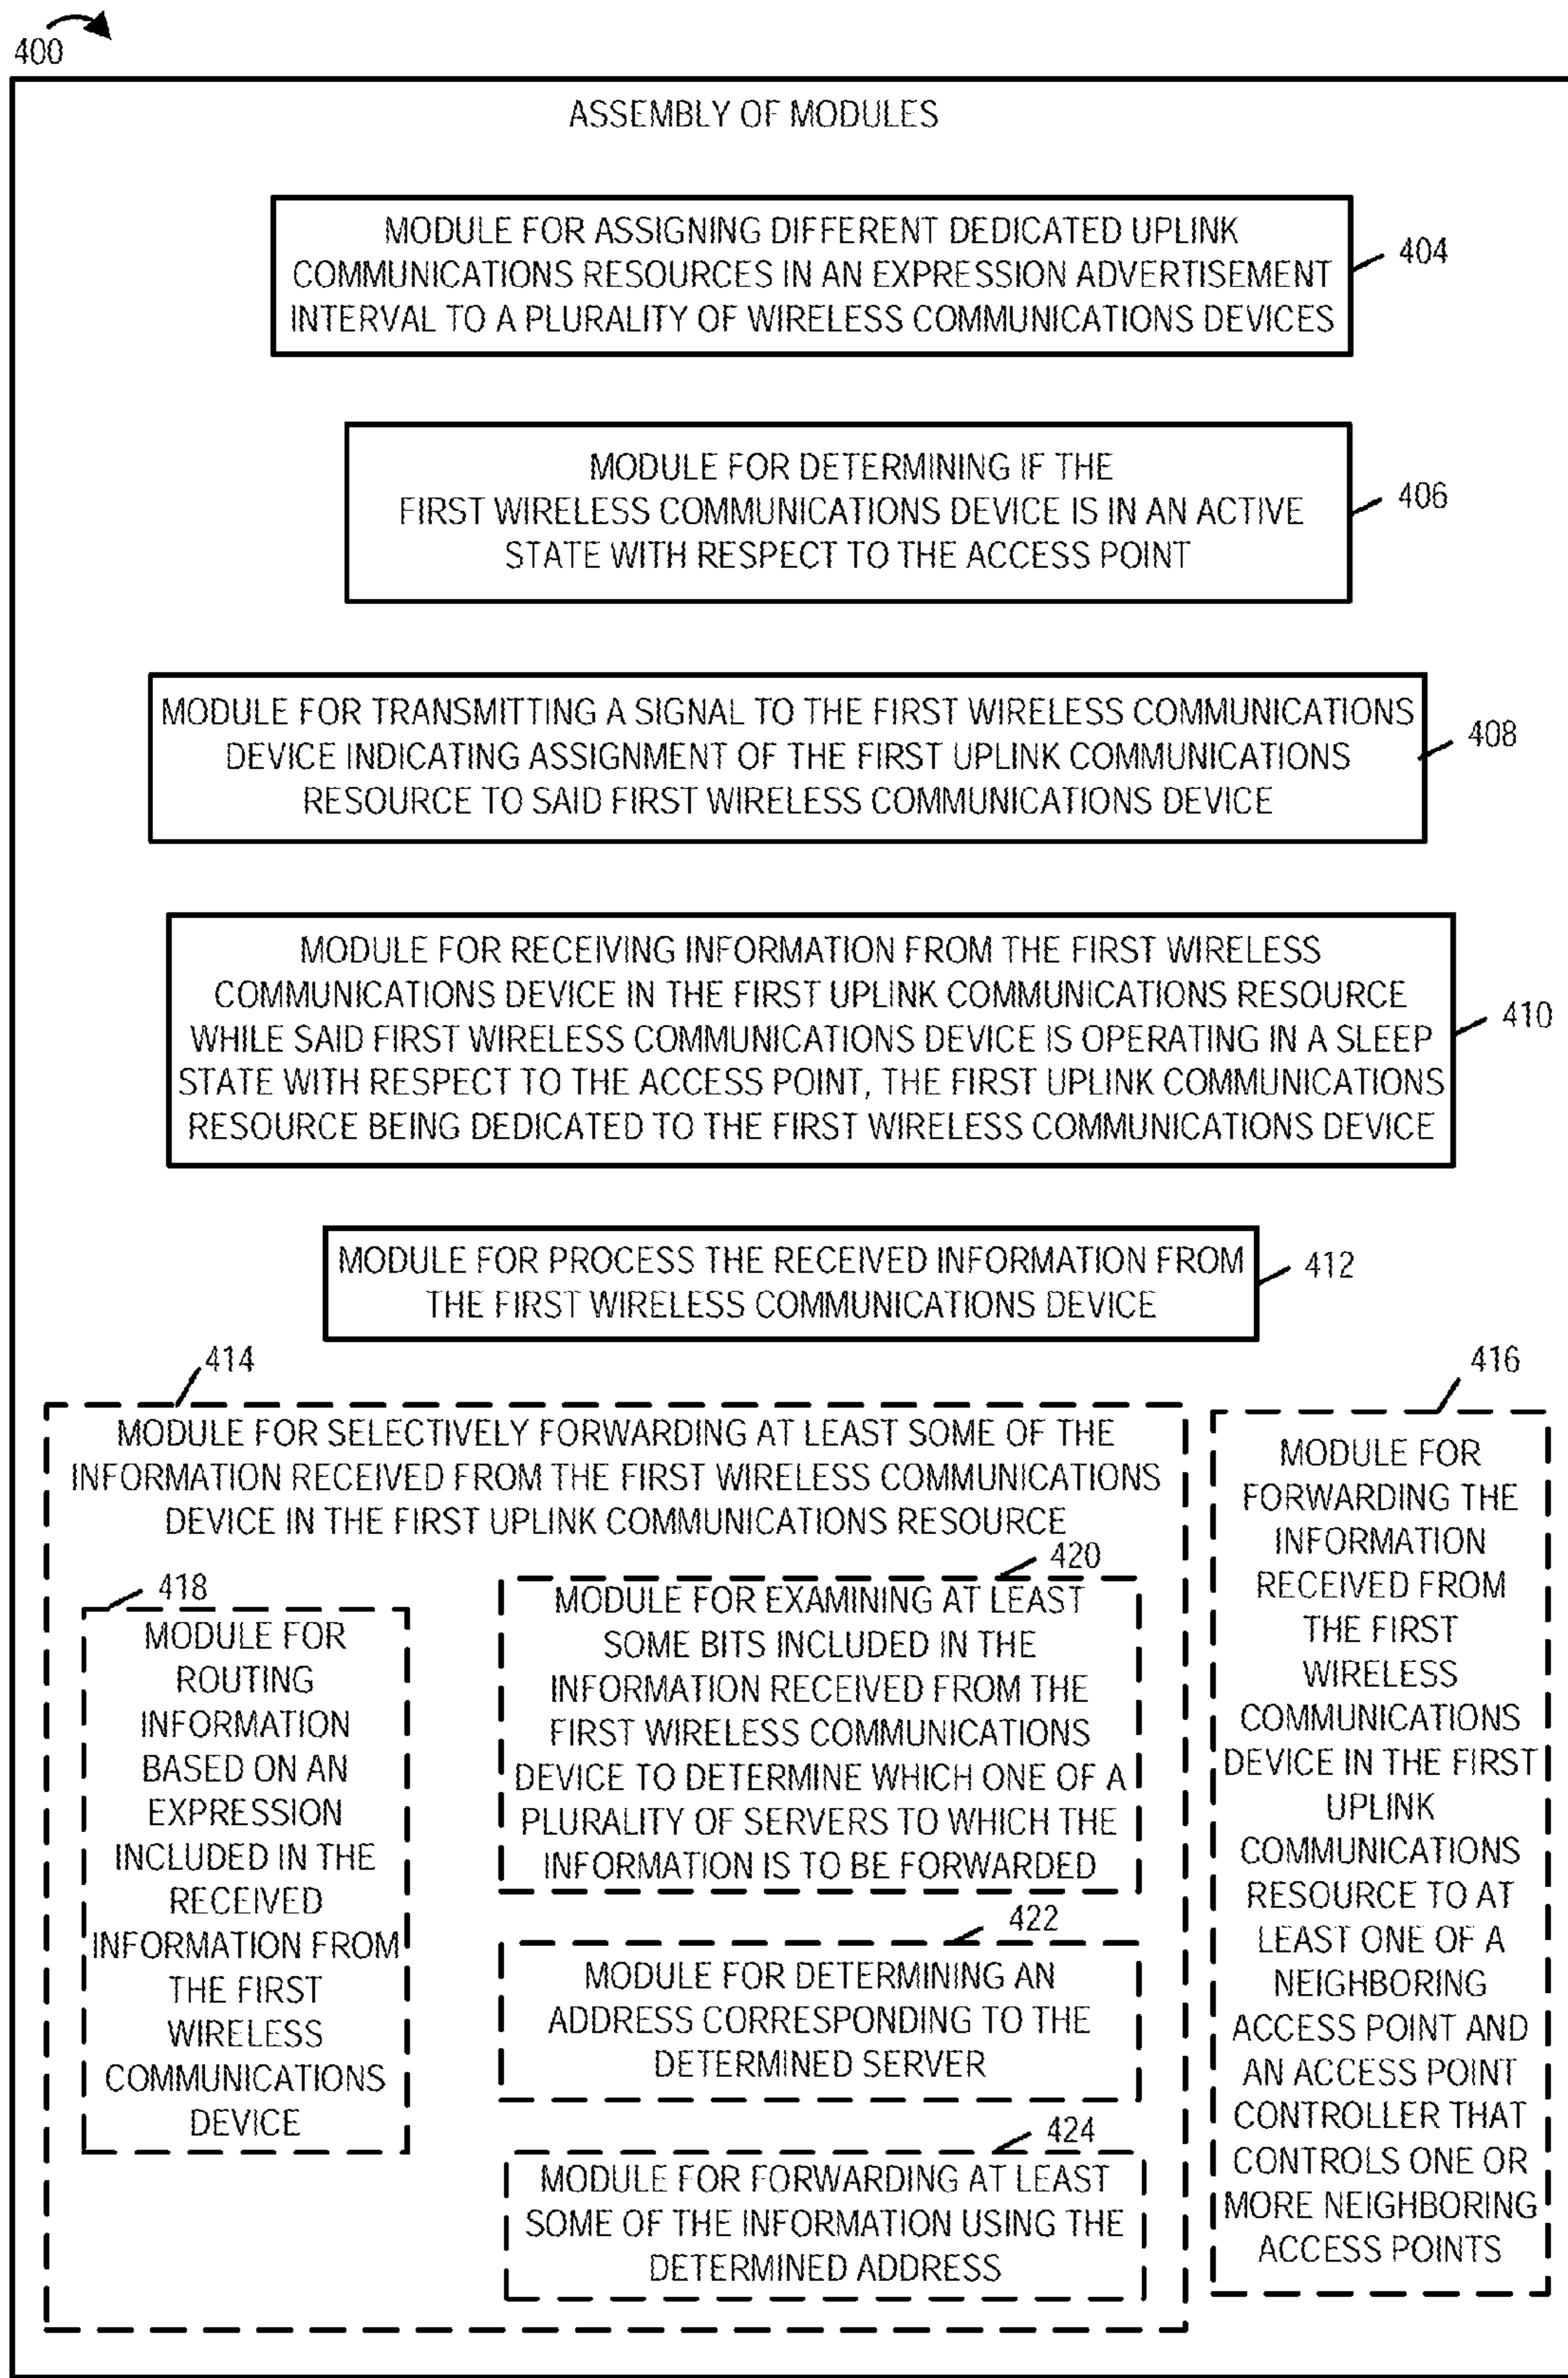 400
ASSEMBLY OF MODULES
MODULE FOR ASSIGNING DIFFERENT DEDICATED UPLINK
COMMUNICATIONS RESOURCES IN AN EXPRESSION ADVERTISEMENT
INTERVAL TO A PLURALITY OF WIRELESS COMMUNICATIONS DEVICES
404
MODULE FOR DETERMINING IF THE
FIRST WIRELESS COMMUNICATIONS DEVICE IS IN AN ACTIVE
STATE WITH RESPECT TO THE ACCESS POINT
406
MODULE FOR TRANSMITTING A SIGNAL TO THE FIRST WIRELESS COMMUNICATIONS
DEVICE INDICATING ASSIGNMENT OF THE FIRST UPLINK COMMUNICATIONS
RESOURCE TO SAID FIRST WIRELESS COMMUNICATIONS DEVICE
408
MODULE FOR RECEIVING INFORMATION FROM THE FIRST WIRELESS
COMMUNICATIONS DEVICE IN THE FIRST UPLINK COMMUNICATIONS RESOURCE
WHILE SAID FIRST WIRELESS COMMUNICATIONS DEVICE IS OPERATING IN A SLEEP
STATE WITH RESPECT TO THE ACCESS POINT, THE FIRST UPLINK COMMUNICATIONS
RESOURCE BEING DEDICATED TO THE FIRST WIRELESS COMMUNICATIONS DEVICE
410
MODULE FOR PROCESS THE RECEIVED INFORMATION FROM
THE FIRST WIRELESS COMMUNICATIONS DEVICE
412
414
MODULE FOR SELECTIVELY FORWARDING AT LEAST SOME OF THE
INFORMATION RECEIVED FROM THE FIRST WIRELESS COMMUNICATIONS
DEVICE IN THE FIRST UPLINK COMMUNICATIONS RESOURCE
418
MODULE FOR
ROUTING
INFORMATION
BASED ON AN
EXPRESSION
INCLUDED IN THE
RECEIVED
INFORMATION FROM
THE FIRST
WIRELESS
COMMUNICATIONS
DEVICE
420
MODULE FOR EXAMINING AT LEAST
SOME BITS INCLUDED IN THE
INFORMATION RECEIVED FROM THE
FIRST WIRELESS COMMUNICATIONS
DEVICE TO DETERMINE WHICH ONE OF A
PLURALITY OF SERVERS TO WHICH THE
INFORMATION IS TO BE FORWARDED
422
MODULE FOR DETERMINING AN
ADDRESS CORRESPONDING TO THE
DETERMINED SERVER
424
MODULE FOR FORWARDING AT LEAST
SOME OF THE INFORMATION USING THE
DETERMINED ADDRESS
416
MODULE FOR
FORWARDING THE
INFORMATION
RECEIVED FROM
THE FIRST
WIRELESS
COMMUNICATIONS
DEVICE IN THE FIRST
UPLINK
COMMUNICATIONS
RESOURCE TO AT
LEAST ONE OF A
NEIGHBORING
ACCESS POINT AND
AN ACCESS POINT
CONTROLLER THAT
CONTROLS ONE OR
MORE NEIGHBORING
ACCESS POINTS